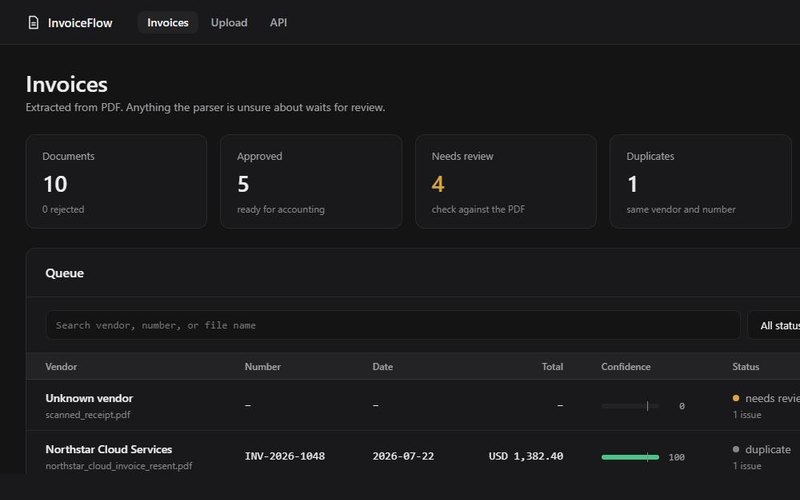 InvoiceFlow Invoices Upload API
Invoices
Extracted from PDF. Anything the parser is unsure about waits for review.
Documents Approved Needs review Duplicates
10 5 4 1
0 rejected ready for accounting check against the PDF same vendor and number
Queue
Search vendor, number, or file name All status
Vendor Number Date Total Confidence Status
Unknown vendor – – – 0 needs revie
scanned_receipt.pdf 1 issue
Northstar Cloud Services INV-2026-1048 2026-07-22 USD 1,382.40 100 duplicate
northstar_cloud_invoice_resent.pdf 1 issue